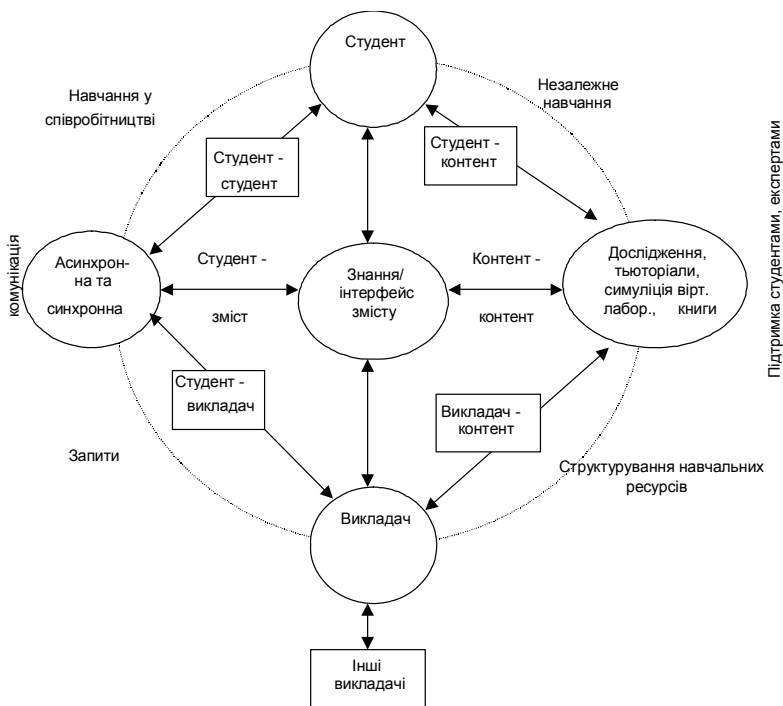 Студент
Навчання у
співробітництві
Незалежне
навчання
Студент -
студент
Студент -
контент
комунікація
Асинхрон-
на та
синхронна
Студент -
зміст
Знання/
інтерфейс
змісту
Контент -
контент
Дослідження,
тьюторіали,
симуліція вірт.
лабор., книги
Підтримка студентами, експертами
Студент -
викладач
Викладач -
контент
Запити
Структурування навчальних
ресурсів
Викладач
Інші
викладачі